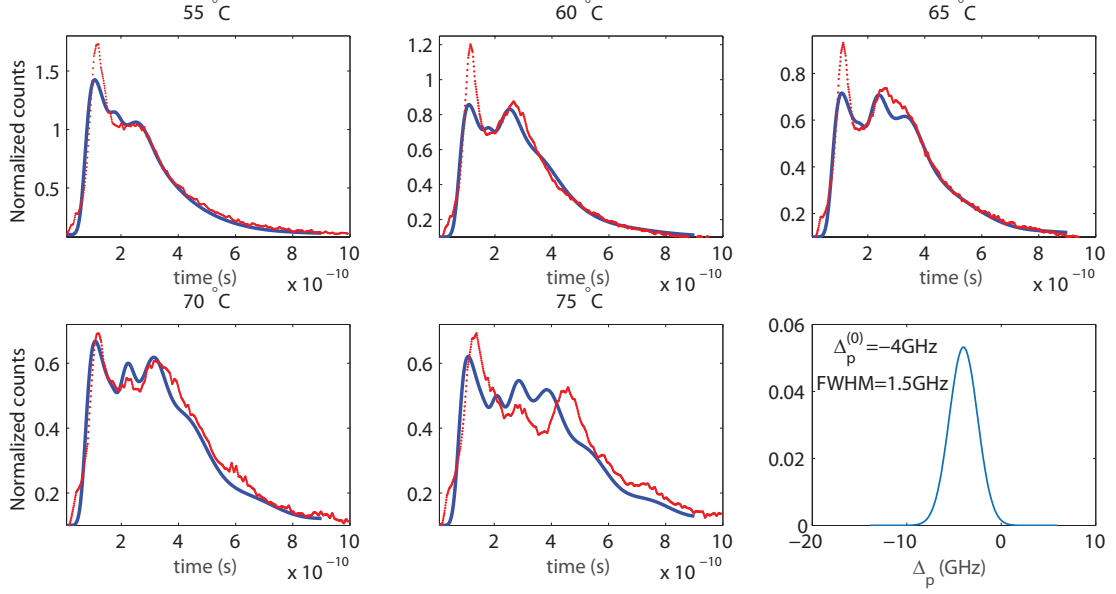 55 °C
60 °C
65 °C
Normalized counts
1.5
1
0.5
2 4 6 8 10
time (s)
x 10⁻¹⁰
1.2
1
0.8
0.6
0.4
0.2
2 4 6 8 10
time (s)
x 10⁻¹⁰
0.8
0.6
0.4
0.2
2 4 6 8 10
time (s)
x 10⁻¹⁰
70 °C
75 °C
Normalized counts
0.6
0.4
0.2
2 4 6 8 10
time (s)
x 10⁻¹⁰
0.6
0.4
0.2
2 4 6 8 10
time (s)
x 10⁻¹⁰
0.06
0.04
0.02
0
Δp(0)=−4GHz
FWHM=1.5GHz
−20 −10 0 10
Δp (GHz)